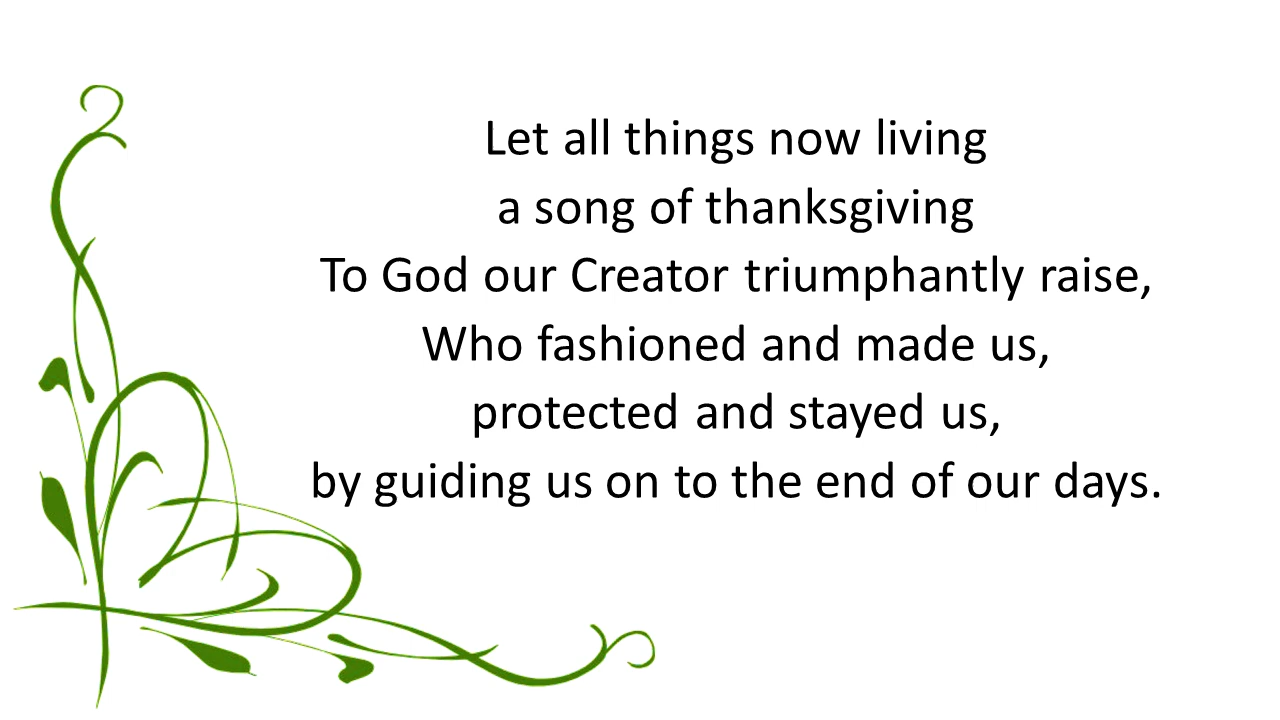 Let all things now living
a song of thanksgiving
To God our Creator triumphantly raise,
Who fashioned and made us,
protected and stayed us,
by guiding us on to the end of our days.